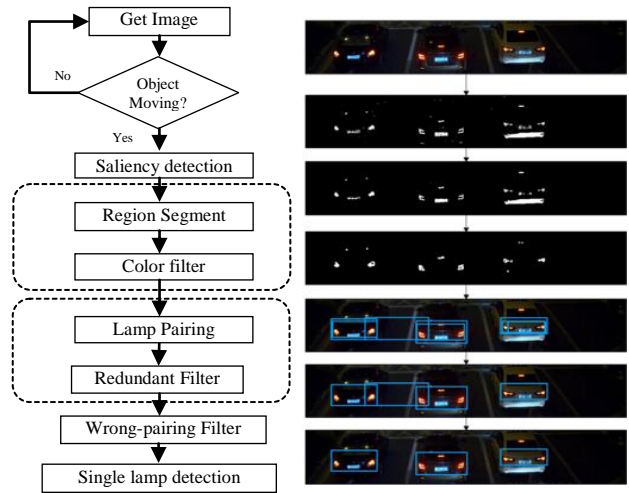 Get Image
No
Object
Moving?
Yes
Saliency detection
Region Segment
Color filter
Lamp Pairing
Redundant Filter
Wrong-pairing Filter
Single lamp detection